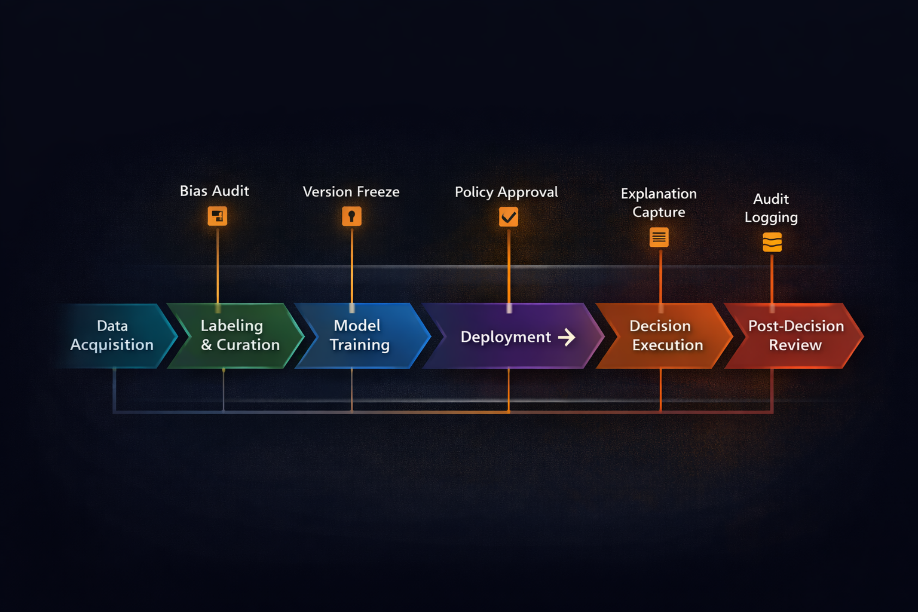 Bias Audit
Version Freeze
Policy Approval
Explanation
Capture
Audit
Logging
Data
Acquisition
Labeling
& Curation
Model
Training
Deployment →
Decision
Execution
Post-Decision
Review